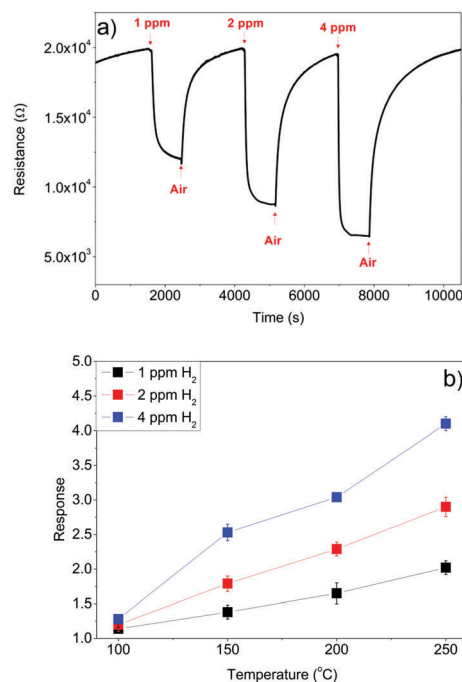 a)
1 ppm 2 ppm 4 ppm
2.0x10⁴
1.5x10⁴
1.0x10⁴
5.0x10³
Resistance (Ω)
Air
Air
Air
0 2000 4000 6000 8000 10000
Time (s)
b)
1 ppm H₂
2 ppm H₂
4 ppm H₂
5.0
4.5
4.0
3.5
3.0
2.5
2.0
1.5
1.0
Response
100 150 200 250
Temperature (°C)